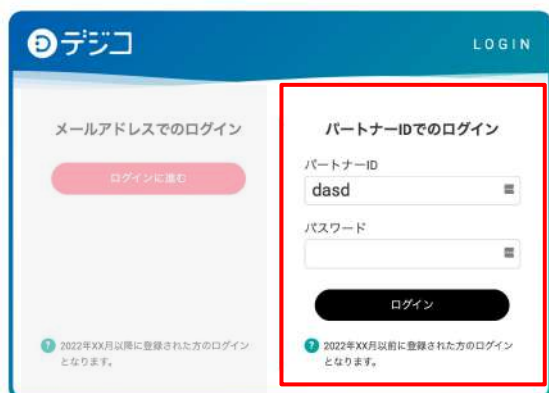 デジコ
LOGIN
メールアドレスでのログイン
ログインに進む
2022年XX月以降に登録された方のログイン
となります。
パートナーIDでのログイン
パートナーID
dasd
パスワード
ログイン
2022年XX月以前に登録された方のログイン
となります。